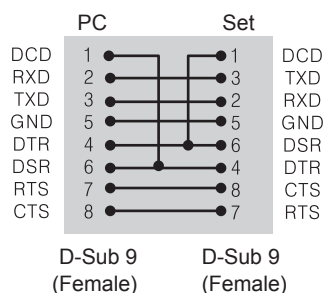 PC Set
DCD 1 1 DCD
RXD 2 3 TXD
TXD 3 2 RXD
GND 5 5 GND
DTR 4 6 DSR
DSR 6 4 DTR
RTS 7 8 CTS
CTS 8 7 RTS
D-Sub 9 D-Sub 9
(Female) (Female)